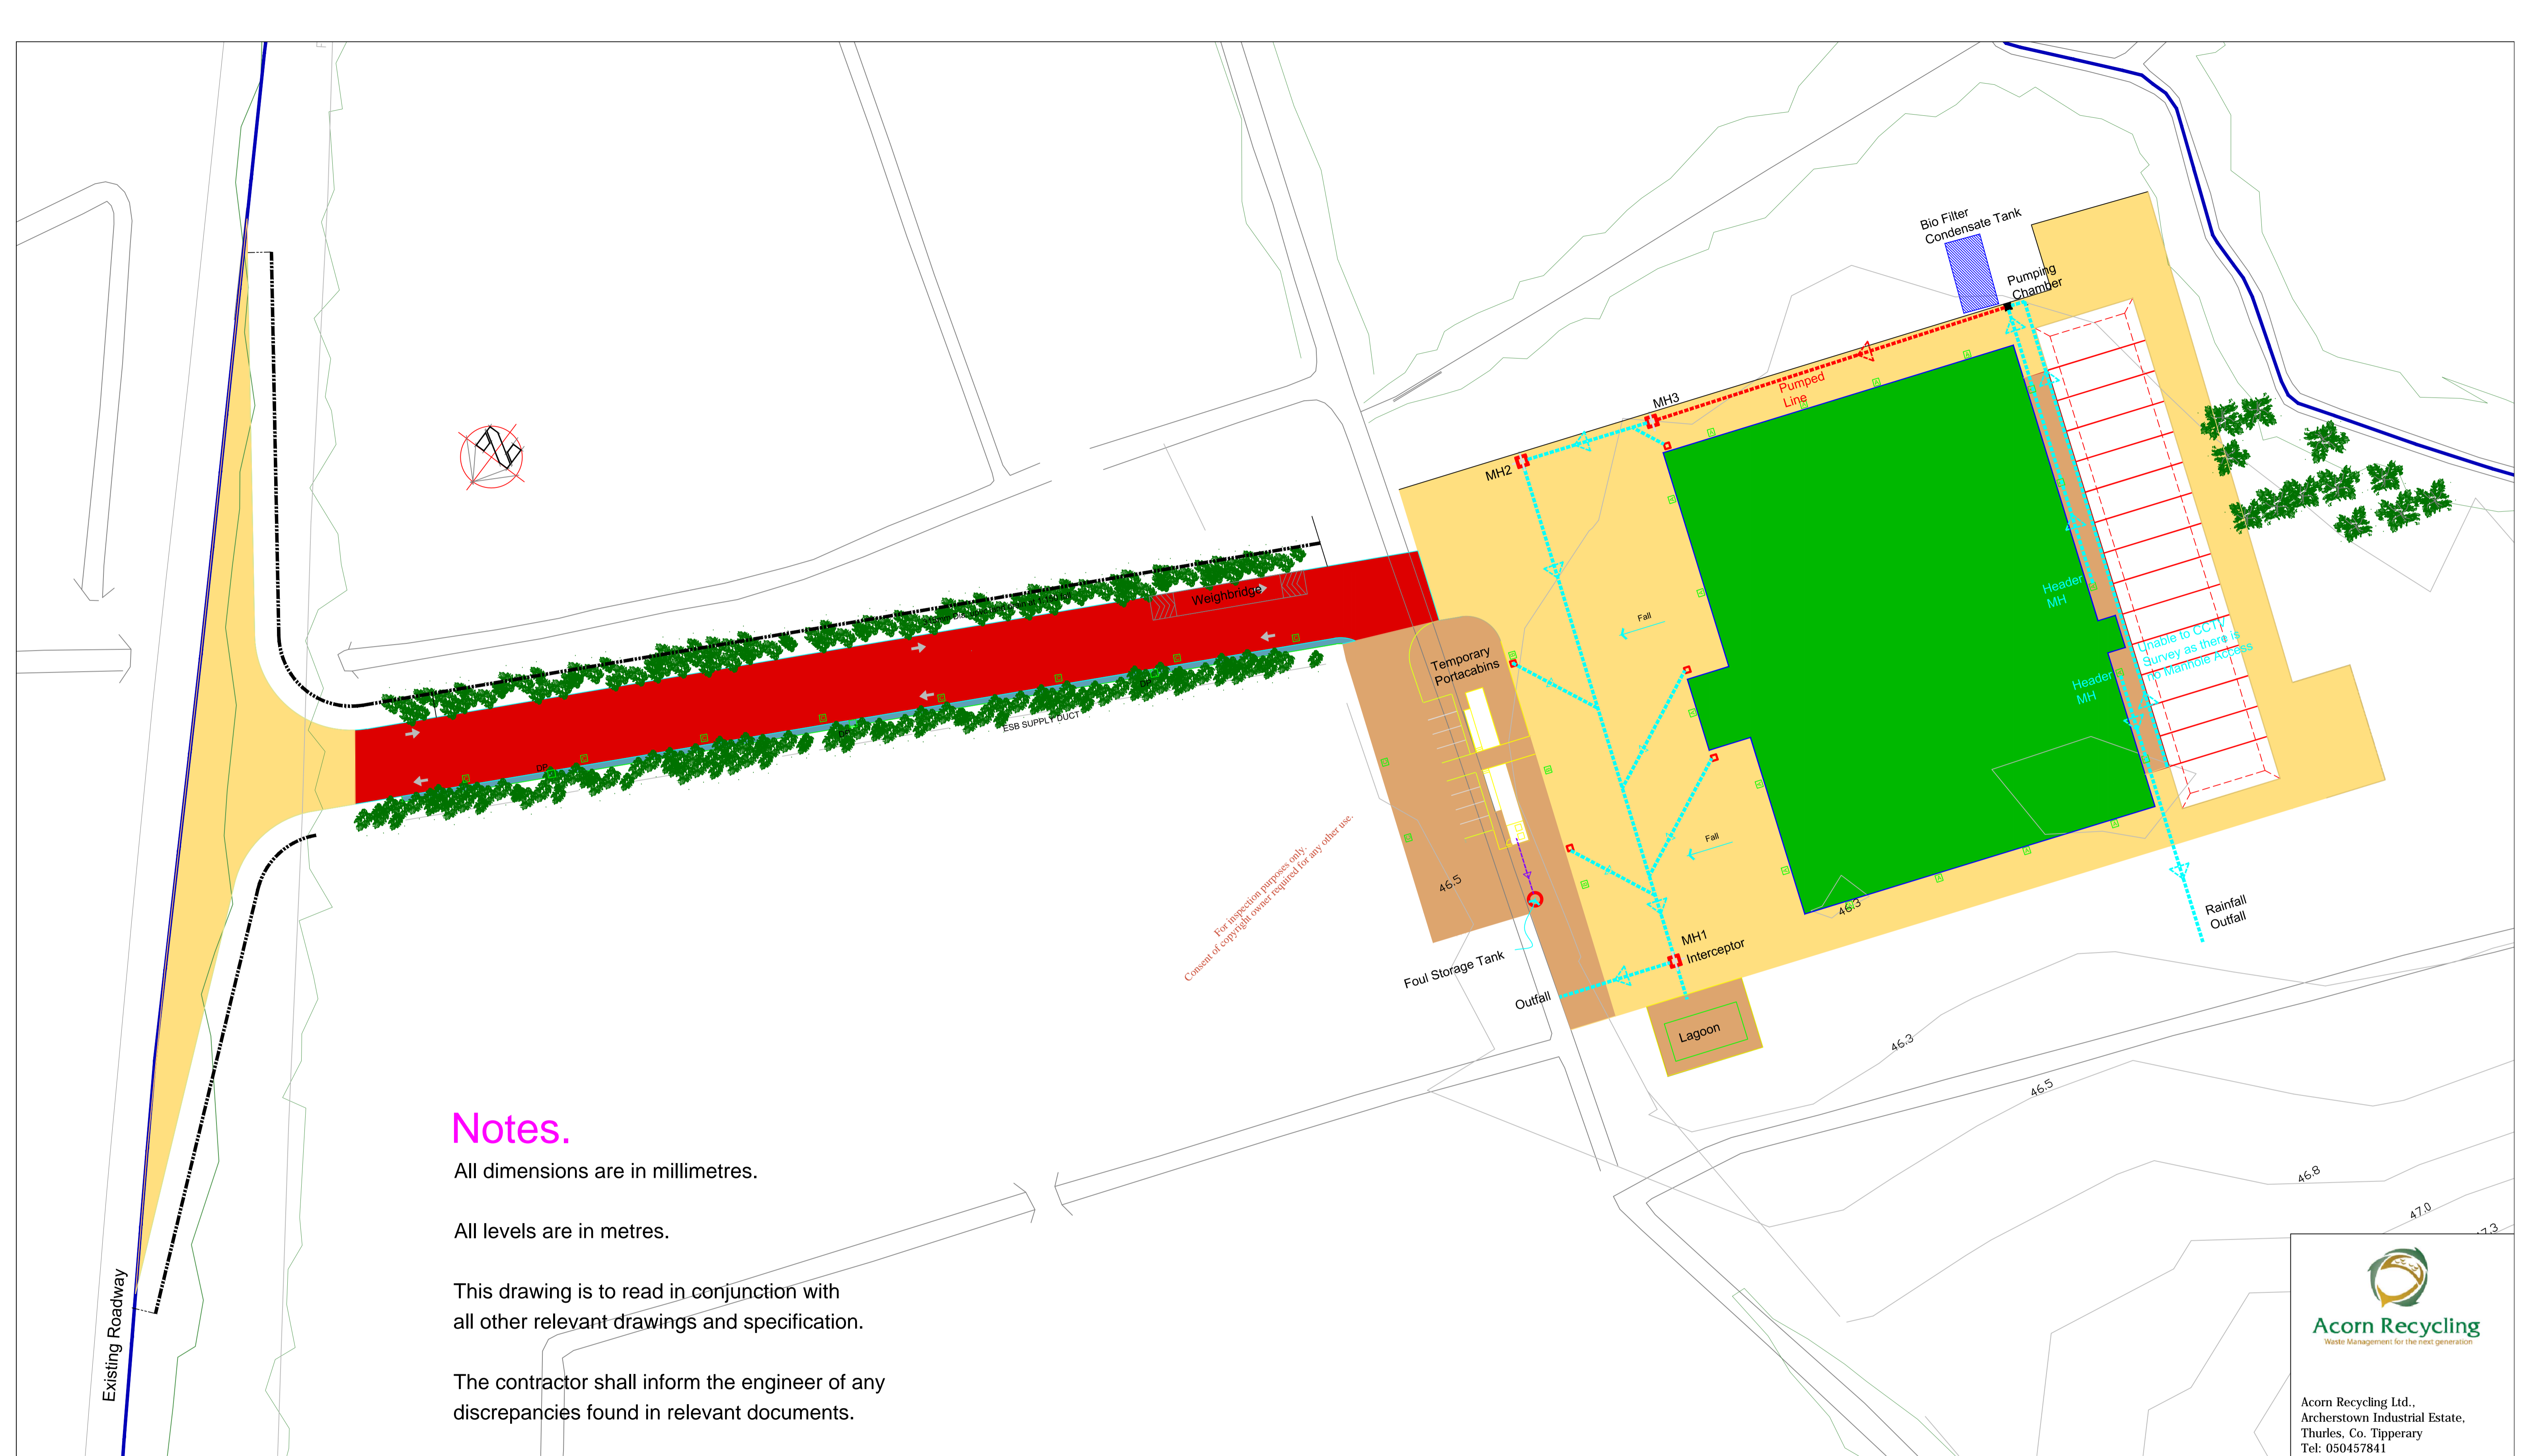 Bio Filter
Condensate Tank
Pumping
Chamber
Pumped
Line
MH3
MH2
Weighbridge
Header
MH
Unable to CCTV
Survey as there is
no Manhole Access
Header
MH
Fall
Temporary
Portacabins
DP
DP
DP
ESB SUPPLY DUCT
Fall
For inspection purposes only.
Consent of copyright owner required for any other use.
46.5
46.3
Rainfall
Outfall
MH1
Interceptor
Foul Storage Tank
Outfall
Lagoon
46.3
46.5
46.8
47.0
Existing Roadway
Notes.
All dimensions are in millimetres.
All levels are in metres.
This drawing is to read in conjunction with
all other relevant drawings and specification.
The contractor shall inform the engineer of any
discrepancies found in relevant documents.
Acorn Recycling
Waste Management for the next generation
Acorn Recycling Ltd.,
Archerstown Industrial Estate,
Thurles, Co. Tipperary
Tel: 050457841